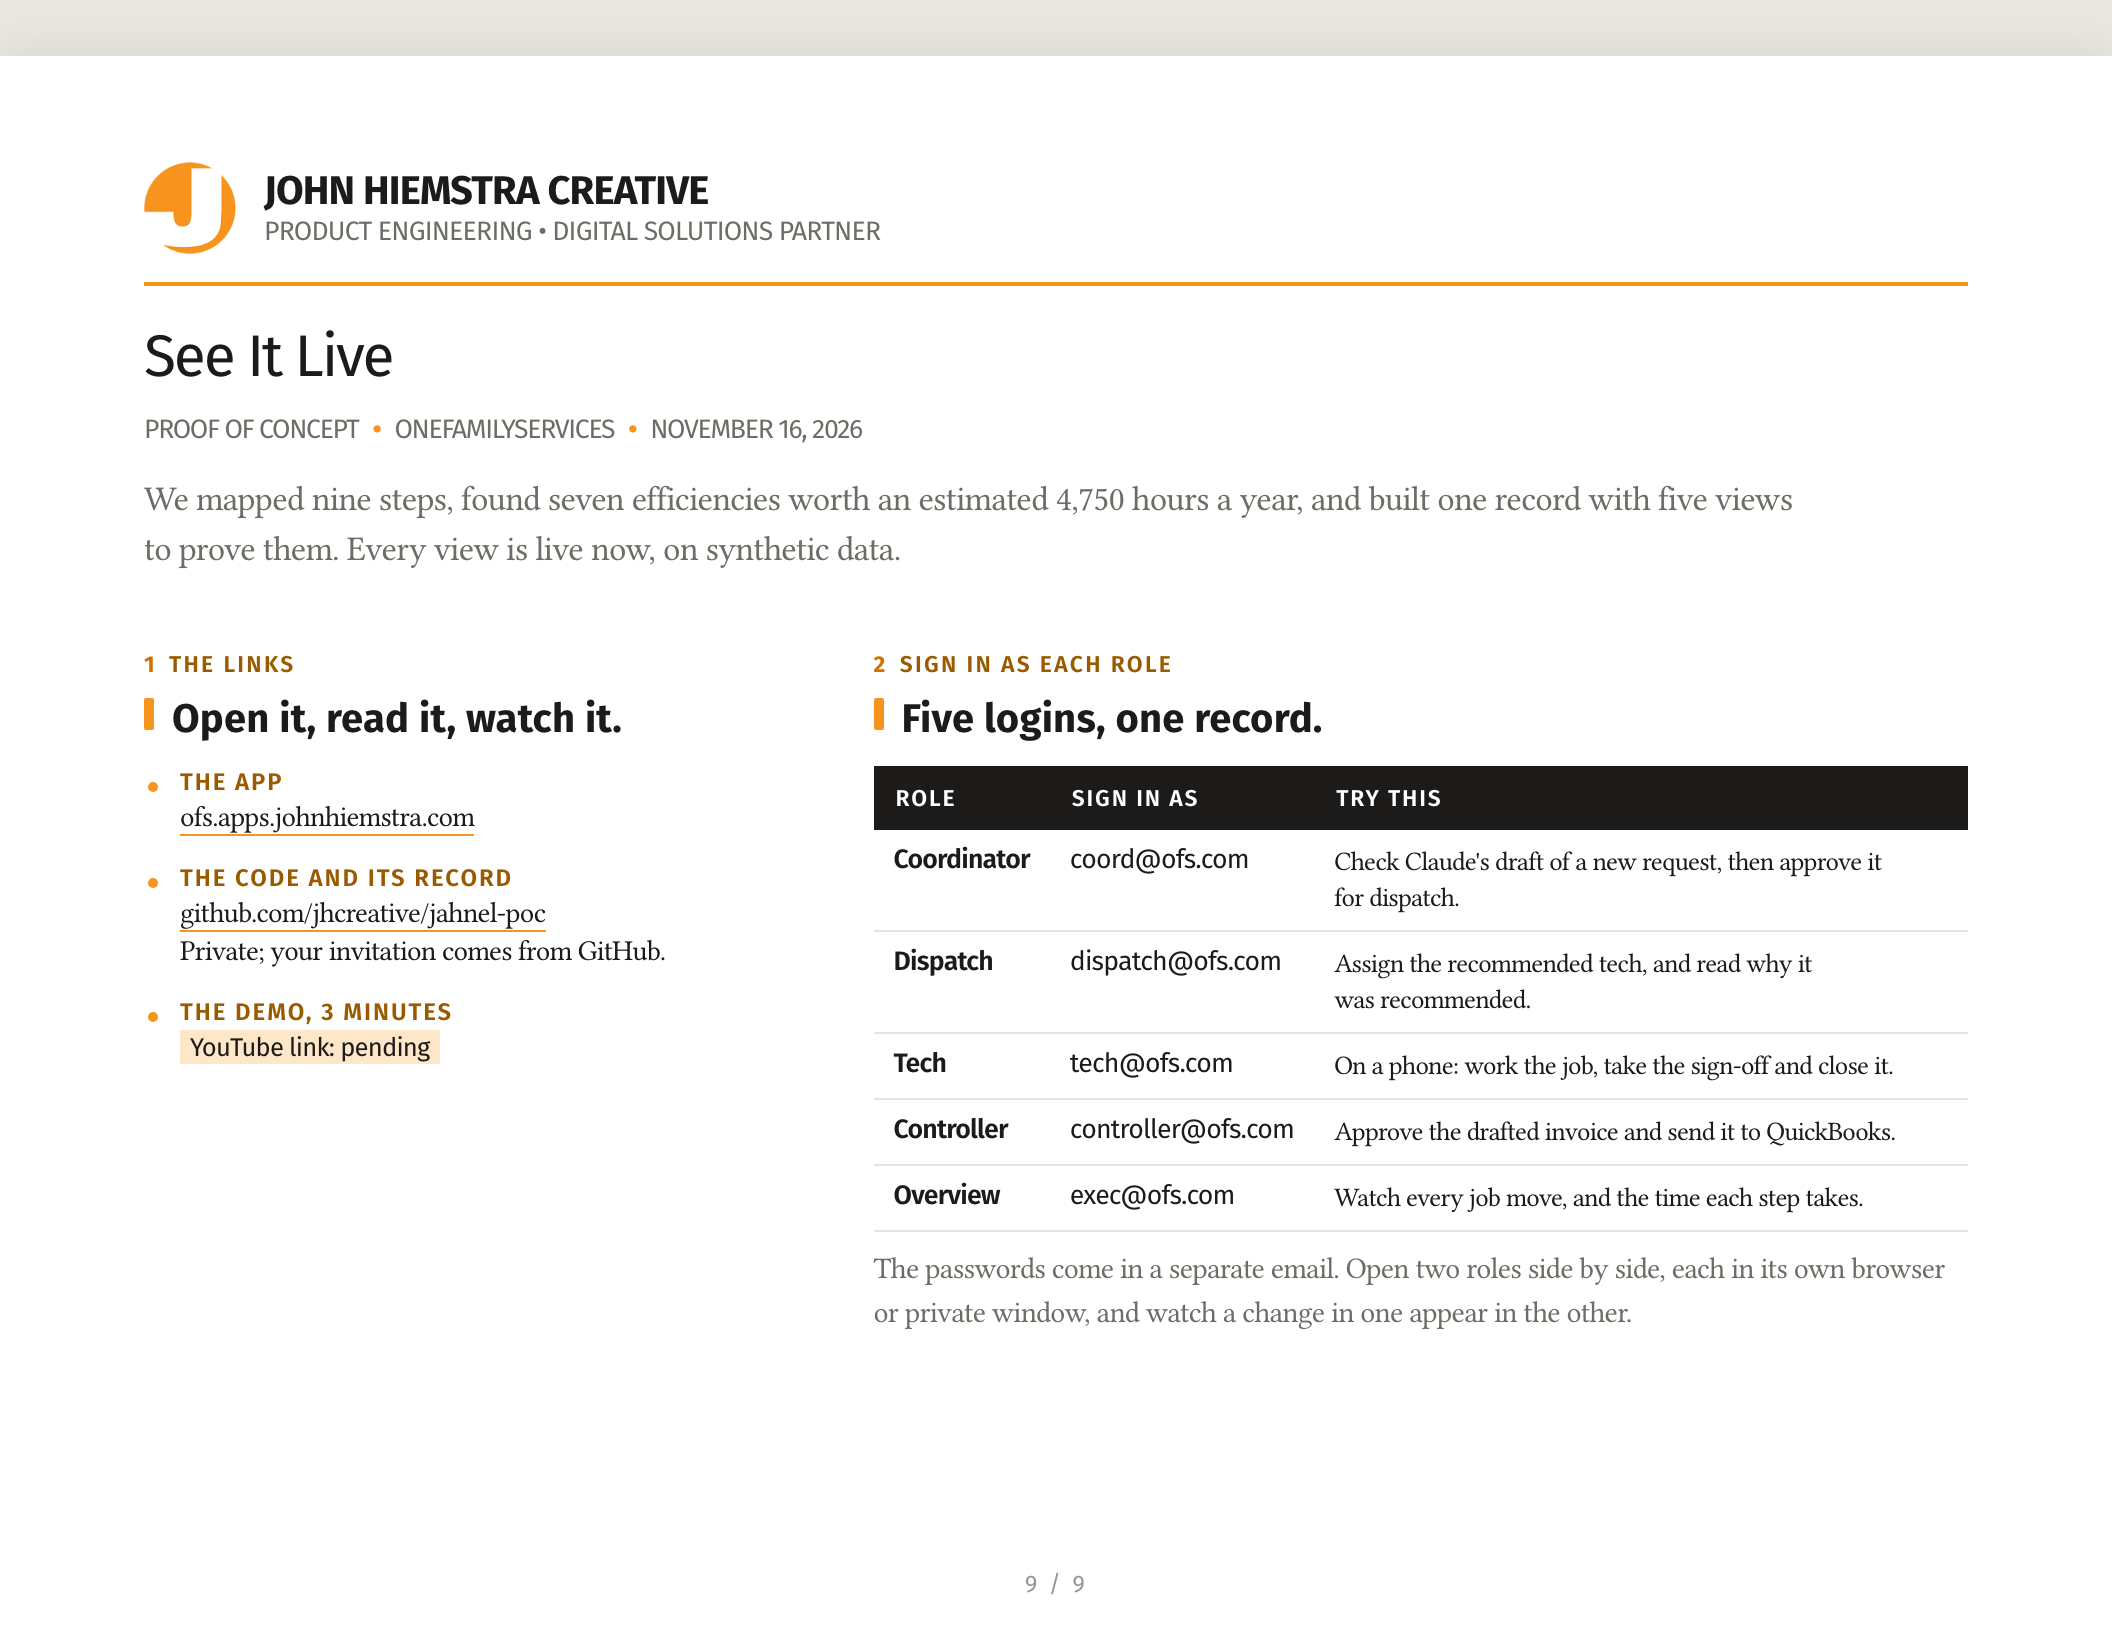 JOHN HIEMSTRA CREATIVE
PRODUCT ENGINEERING • DIGITAL SOLUTIONS PARTNER
See It Live
PROOF OF CONCEPT • ONEFAMILYSERVICES • NOVEMBER 16, 2026
We mapped nine steps, found seven efficiencies worth an estimated 4,750 hours a year, and built one record with five views
to prove them. Every view is live now, on synthetic data.
1 THE LINKS
Open it, read it, watch it.
• THE APP
ofs.apps.johnhiemstra.com
• THE CODE AND ITS RECORD
github.com/jhcreative/jahnel-poc
Private; your invitation comes from GitHub.
• THE DEMO, 3 MINUTES
YouTube link: pending
2 SIGN IN AS EACH ROLE
Five logins, one record.
ROLE SIGN IN AS TRY THIS
Coordinator coord@ofs.com Check Claude's draft of a new request, then approve it
for dispatch.
Dispatch dispatch@ofs.com Assign the recommended tech, and read why it
was recommended.
Tech tech@ofs.com On a phone: work the job, take the sign-off and close it.
Controller controller@ofs.com Approve the drafted invoice and send it to QuickBooks.
Overview exec@ofs.com Watch every job move, and the time each step takes.
The passwords come in a separate email. Open two roles side by side, each in its own browser
or private window, and watch a change in one appear in the other.
9 / 9